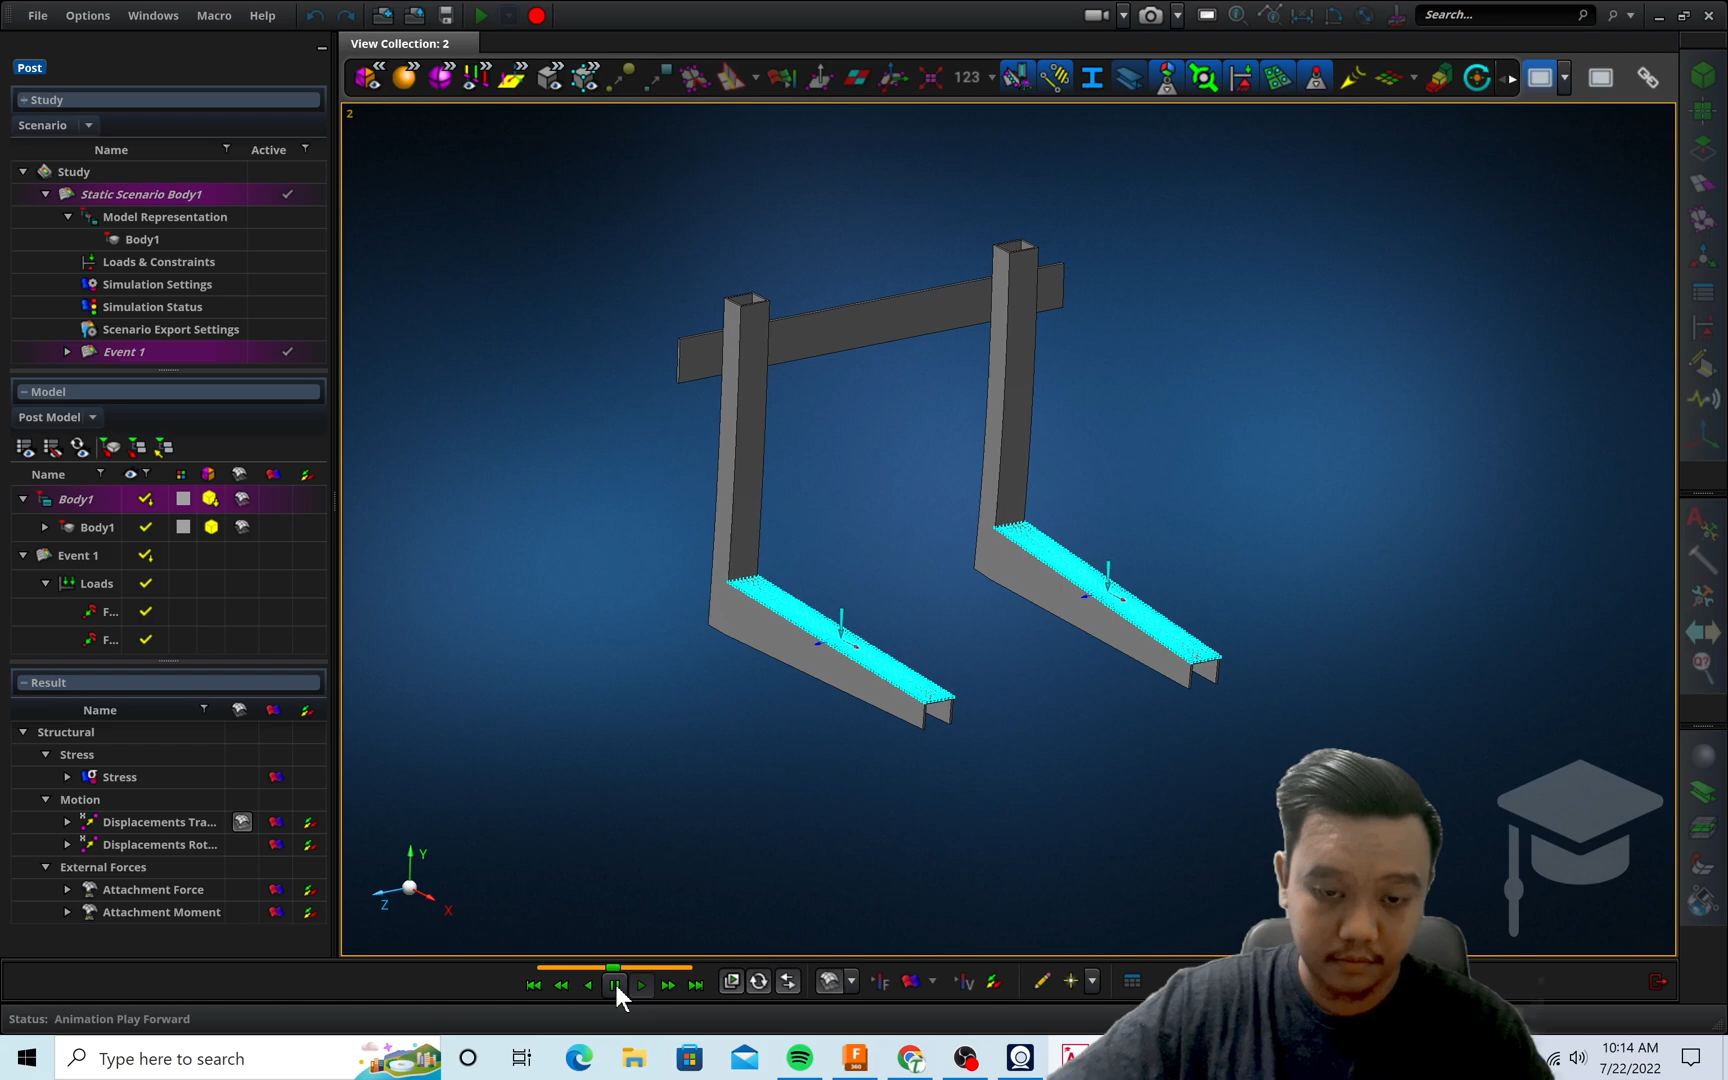 File Options Windows Macro Help
Search...
View Collection: 2
Post
123
Study
2
Scenario
Name Active
Study
Static Scenario Body1
Model Representation
Body1
Loads & Constraints
Simulation Settings
Simulation Status
Scenario Export Settings
Event 1
Model
Post Model
Name
Body1
Body1
Event 1
Loads
F...
F...
Result
Name
Structural
Stress
Stress
Motion
Displacements Tra...
Displacements Rot...
External Forces
Attachment Force
Attachment Moment
Y
Z
X
F
V
Status: Animation Play Forward
Type here to search
10:14 AM
7/22/2022